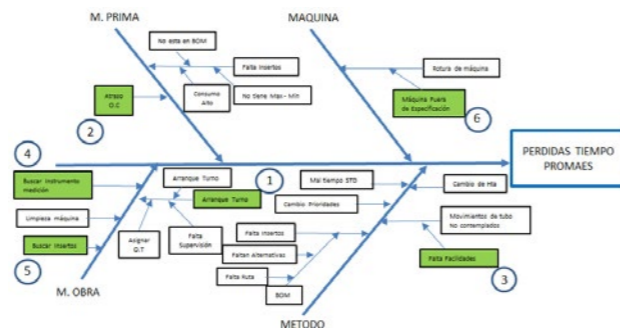 M. PRIMA
MAQUINA
No esta en BOM
Falta Insertos
Rotura de máquina
Atraso
O.C
Consumo
Alto
No tiene Max - Min
Máquina Fuera
de Especificación
2
6
4
PERDIDAS TIEMPO
PROMAES
Buscar instrumento
medición
Arranque Turno
1
Mal tiempo STD
Cambio de Hta
Arranque Turno
Cambio Prioridades
Limpieza máquina
Movimientos de tubo
No contemplados
Asignar
O.T
Falta
Supervisión
Falta Insertos
Buscar Insertos
Faltan Alternativas
Falta Facilidades
5
Falta Ruta
3
M. OBRA
BOM
METODO